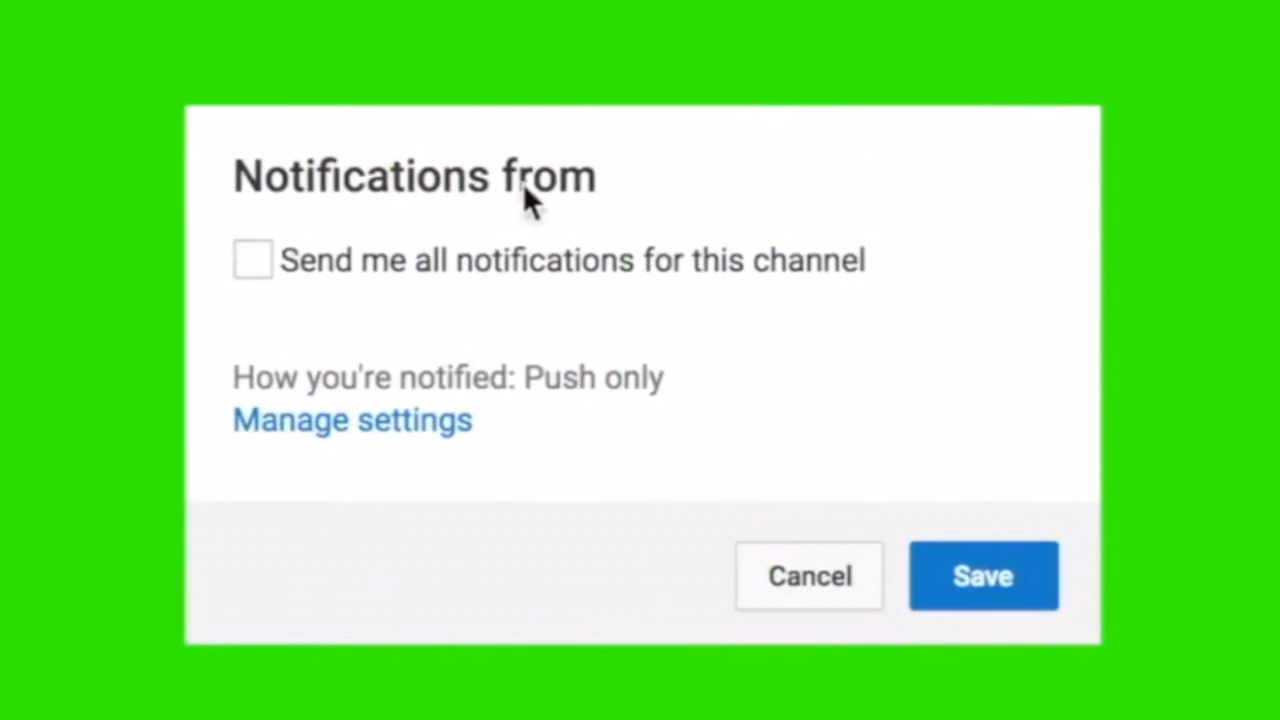 Notifications from
Send me all notifications for this channel
How you're notified: Push only
Manage settings
Cancel Save